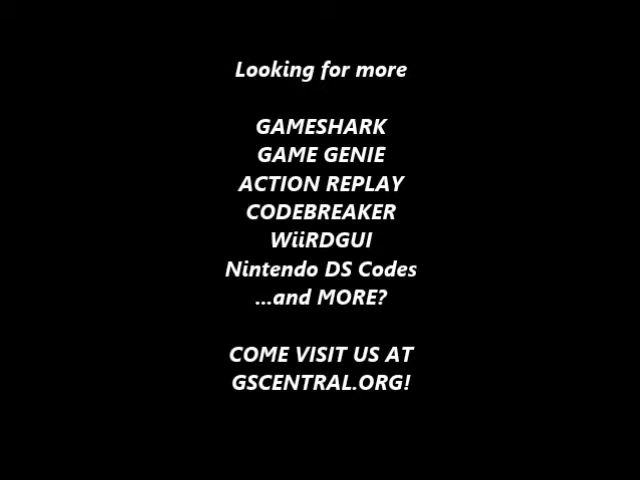 Looking for more
GAMESHARK
GAME GENIE
ACTION REPLAY
CODEBREAKER
WiiRDGUI
Nintendo DS Codes
...and MORE?
COME VISIT US AT
GSCENTRAL.ORG!